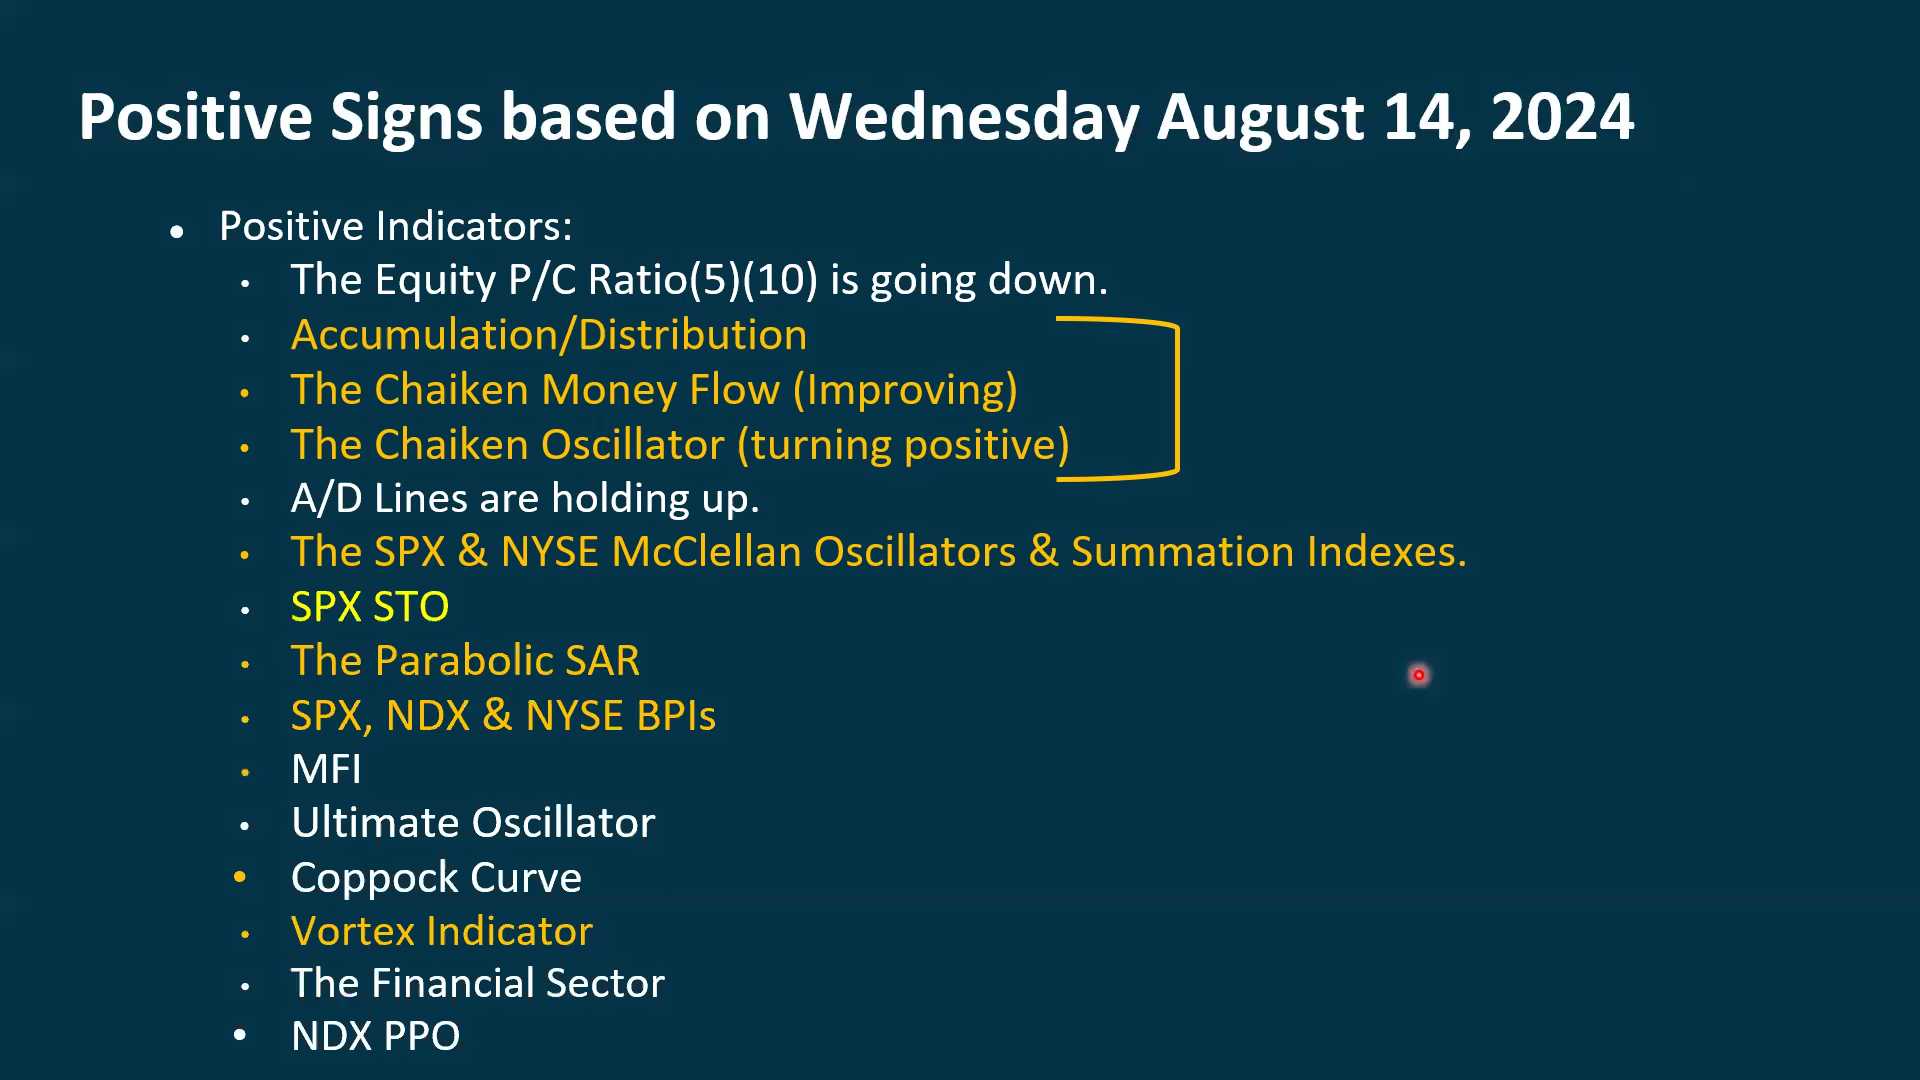 Positive Signs based on Wednesday August 14, 2024
Positive Indicators:
The Equity P/C Ratio(5)(10) is going down.
Accumulation/Distribution
The Chaiken Money Flow (Improving)
The Chaiken Oscillator (turning positive)
A/D Lines are holding up.
The SPX & NYSE McClellan Oscillators & Summation Indexes.
SPX STO
The Parabolic SAR
SPX, NDX & NYSE BPIs
MFI
Ultimate Oscillator
Coppock Curve
Vortex Indicator
The Financial Sector
NDX PPO